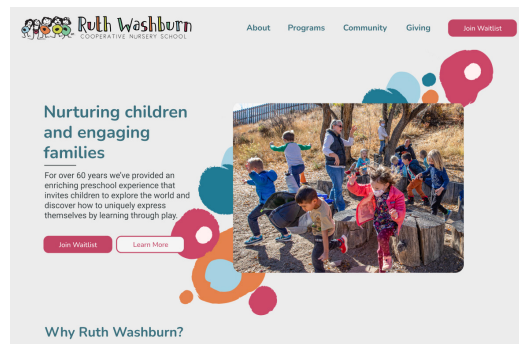 Ruth Washburn
COOPERATIVE NURSERY SCHOOL
About Programs Community Giving Join Waitlist
Nurturing children
and engaging
families
For over 60 years we've provided an
enriching preschool experience that
invites children to explore the world and
discover how to uniquely express
themselves by learning through play.
Join Waitlist Learn More
Why Ruth Washburn?